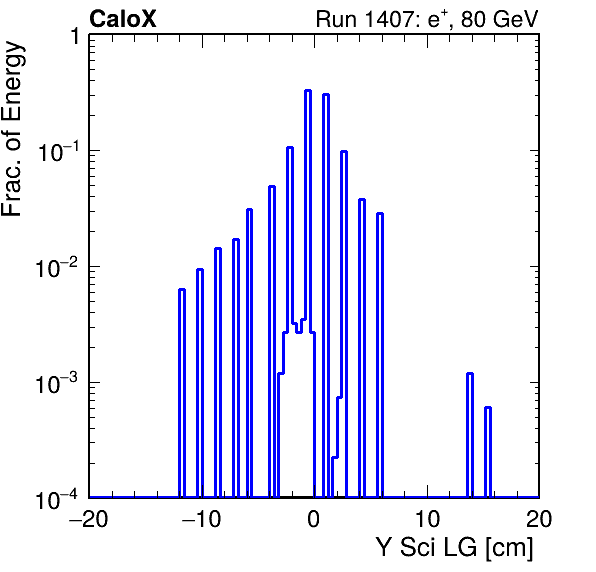 CaloX Run 1407: e⁺, 80 GeV
Frac. of Energy
1
10⁻¹
10⁻²
10⁻³
10⁻⁴
−20 −10 0 10 20
Y Sci LG [cm]